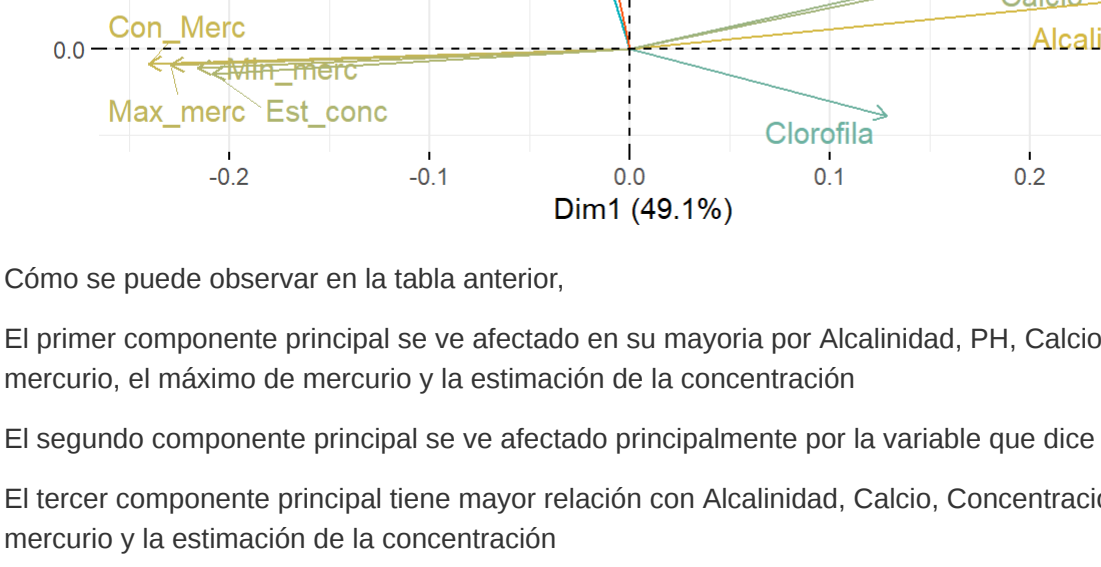 Calcio
Con_Merc
Alcali
0.0
Min_merc
Max_merc
Est_conc
Clorofila
-0.2
-0.1
0.0
0.1
0.2
Dim1 (49.1%)
Cómo se puede observar en la tabla anterior,
El primer componente principal se ve afectado en su mayoria por Alcalinidad, PH, Calcio
mercurio, el máximo de mercurio y la estimación de la concentración
El segundo componente principal se ve afectado principalmente por la variable que dice
El tercer componente principal tiene mayor relación con Alcalinidad, Calcio, Concentració
mercurio y la estimación de la concentración